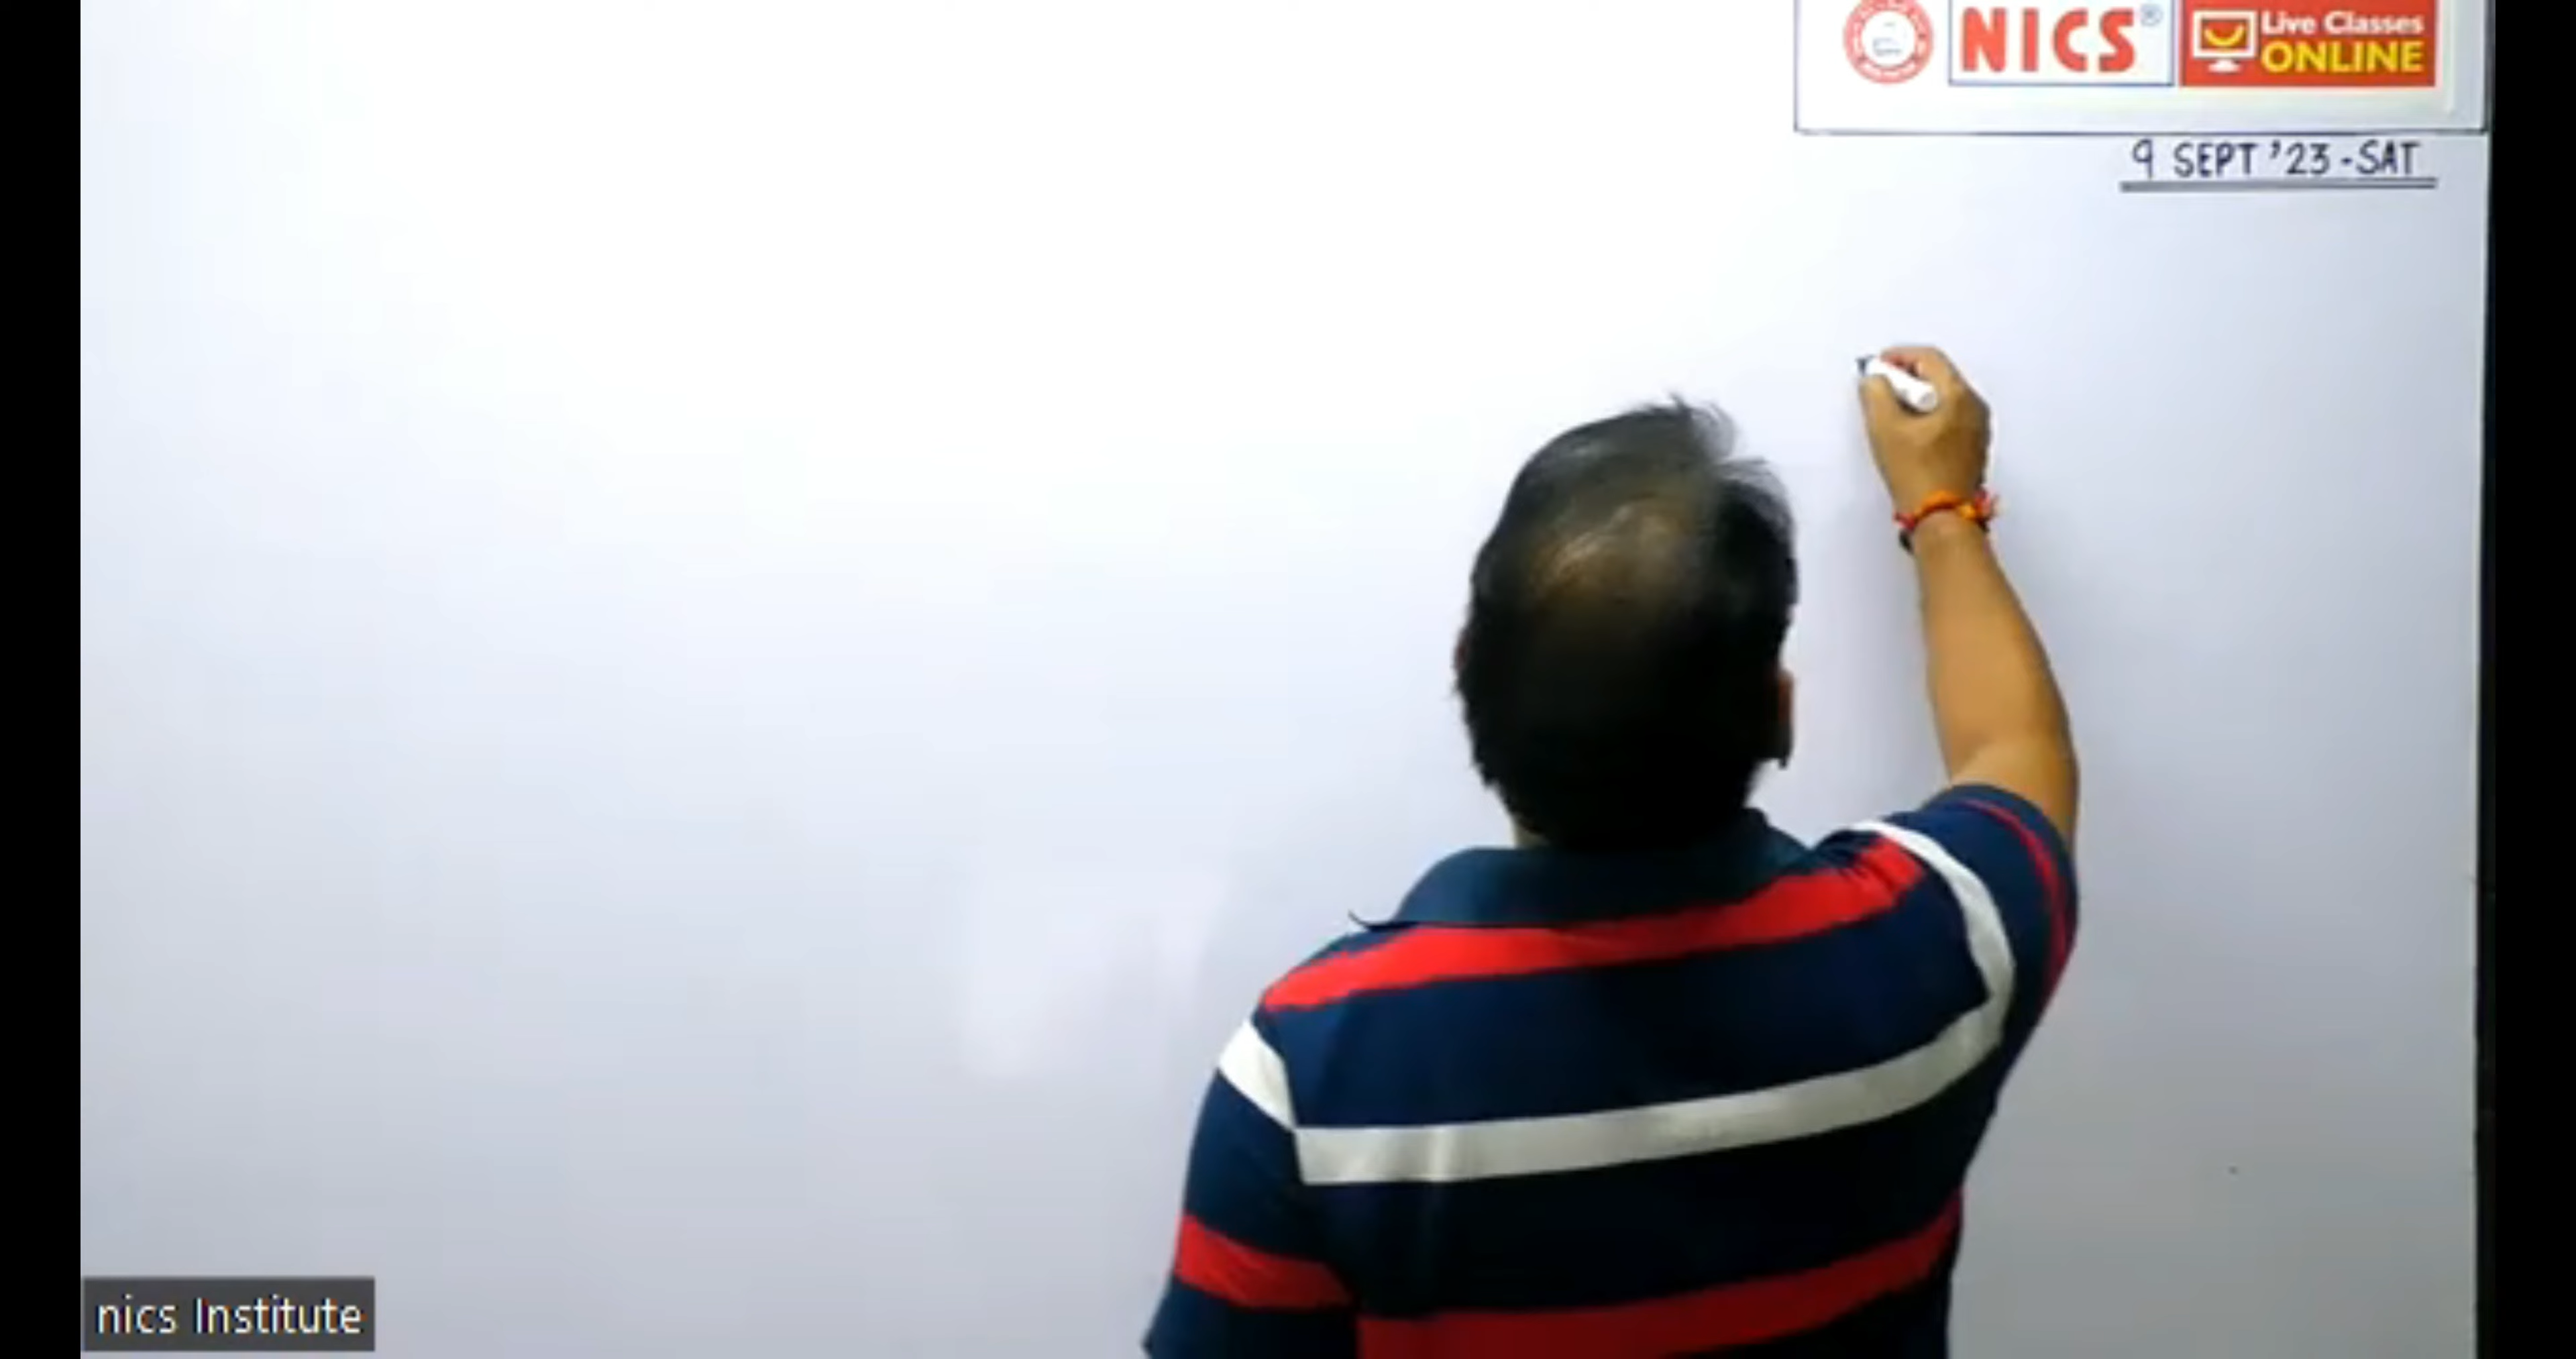 NICS®
Live Classes
ONLINE
9 SEPT '23 - SAT
nics Institute